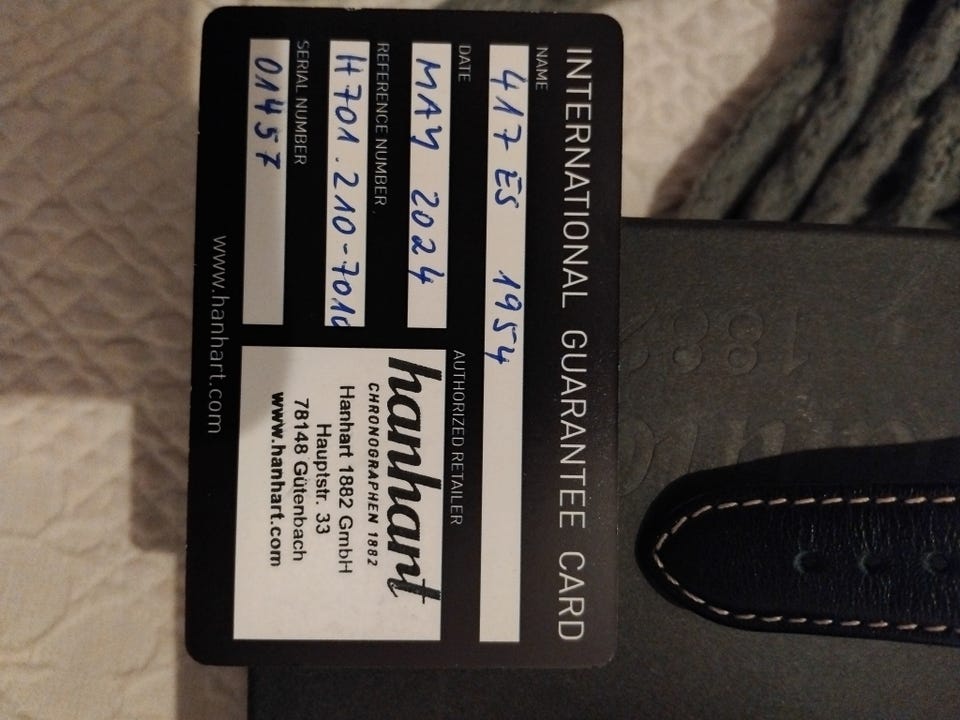 INTERNATIONAL GUARANTEE CARD
NAME
417 ES 1954
DATE
MAY 2024
REFERENCE NUMBER
H701.210-7010
SERIAL NUMBER
01457
AUTHORIZED RETAILER
hanhart
CHRONOGRAPHEN 1882
Hanhart 1882 GmbH
Hauptstr. 33
78148 Gütenbach
www.hanhart.com
www.hanhart.com
1882